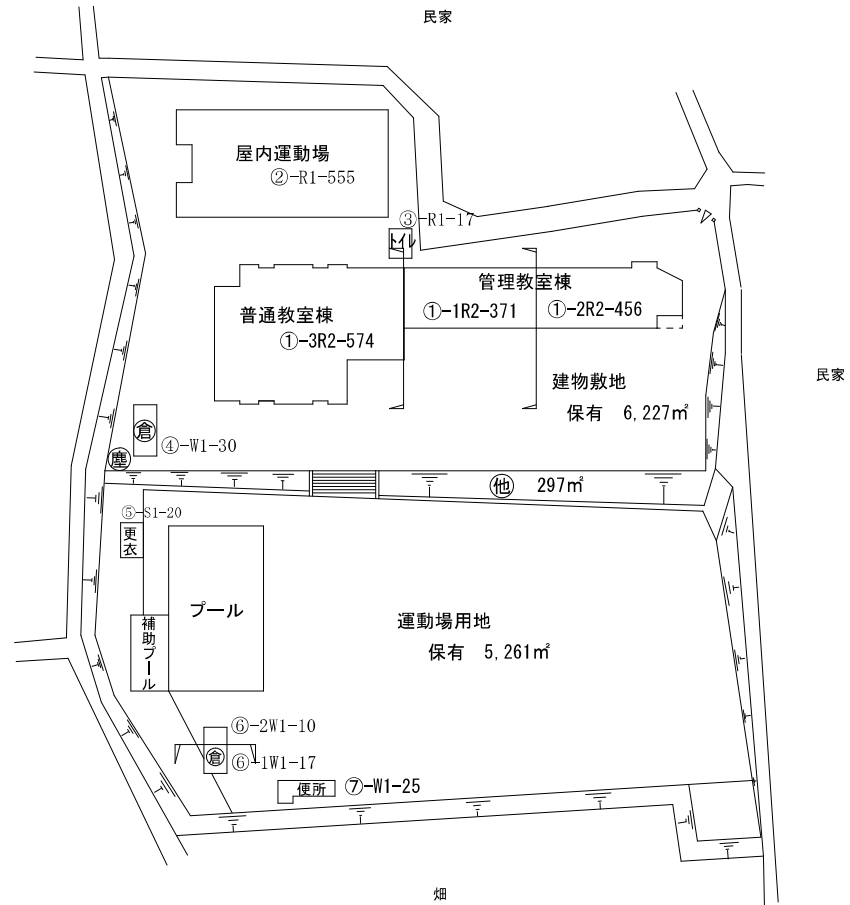 民家
屋内運動場
②-R1-555
③-R1-17
トイレ
管理教室棟
普通教室棟
①-1R2-371
①-2R2-456
①-3R2-574
建物敷地
民家
保有 6,227㎡
倉
④-W1-30
塵
他 297㎡
⑤-S1-20
更衣
プール
補助プール
運動場用地
保有 5,261㎡
⑥-2W1-10
倉
⑥-1W1-17
便所
⑦-W1-25
畑